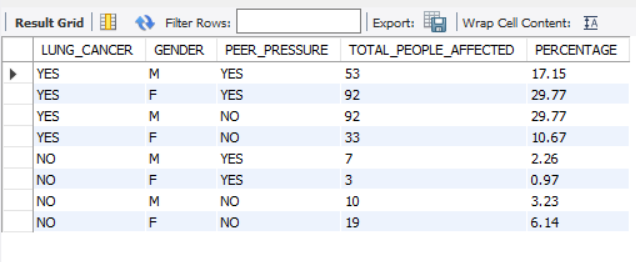 Result Grid Filter Rows: Export: Wrap Cell Content: IA
LUNG_CANCER GENDER PEER_PRESSURE TOTAL_PEOPLE_AFFECTED PERCENTAGE
YES M YES 53 17.15
YES F YES 92 29.77
YES M NO 92 29.77
YES F NO 33 10.67
NO M YES 7 2.26
NO F YES 3 0.97
NO M NO 10 3.23
NO F NO 19 6.14